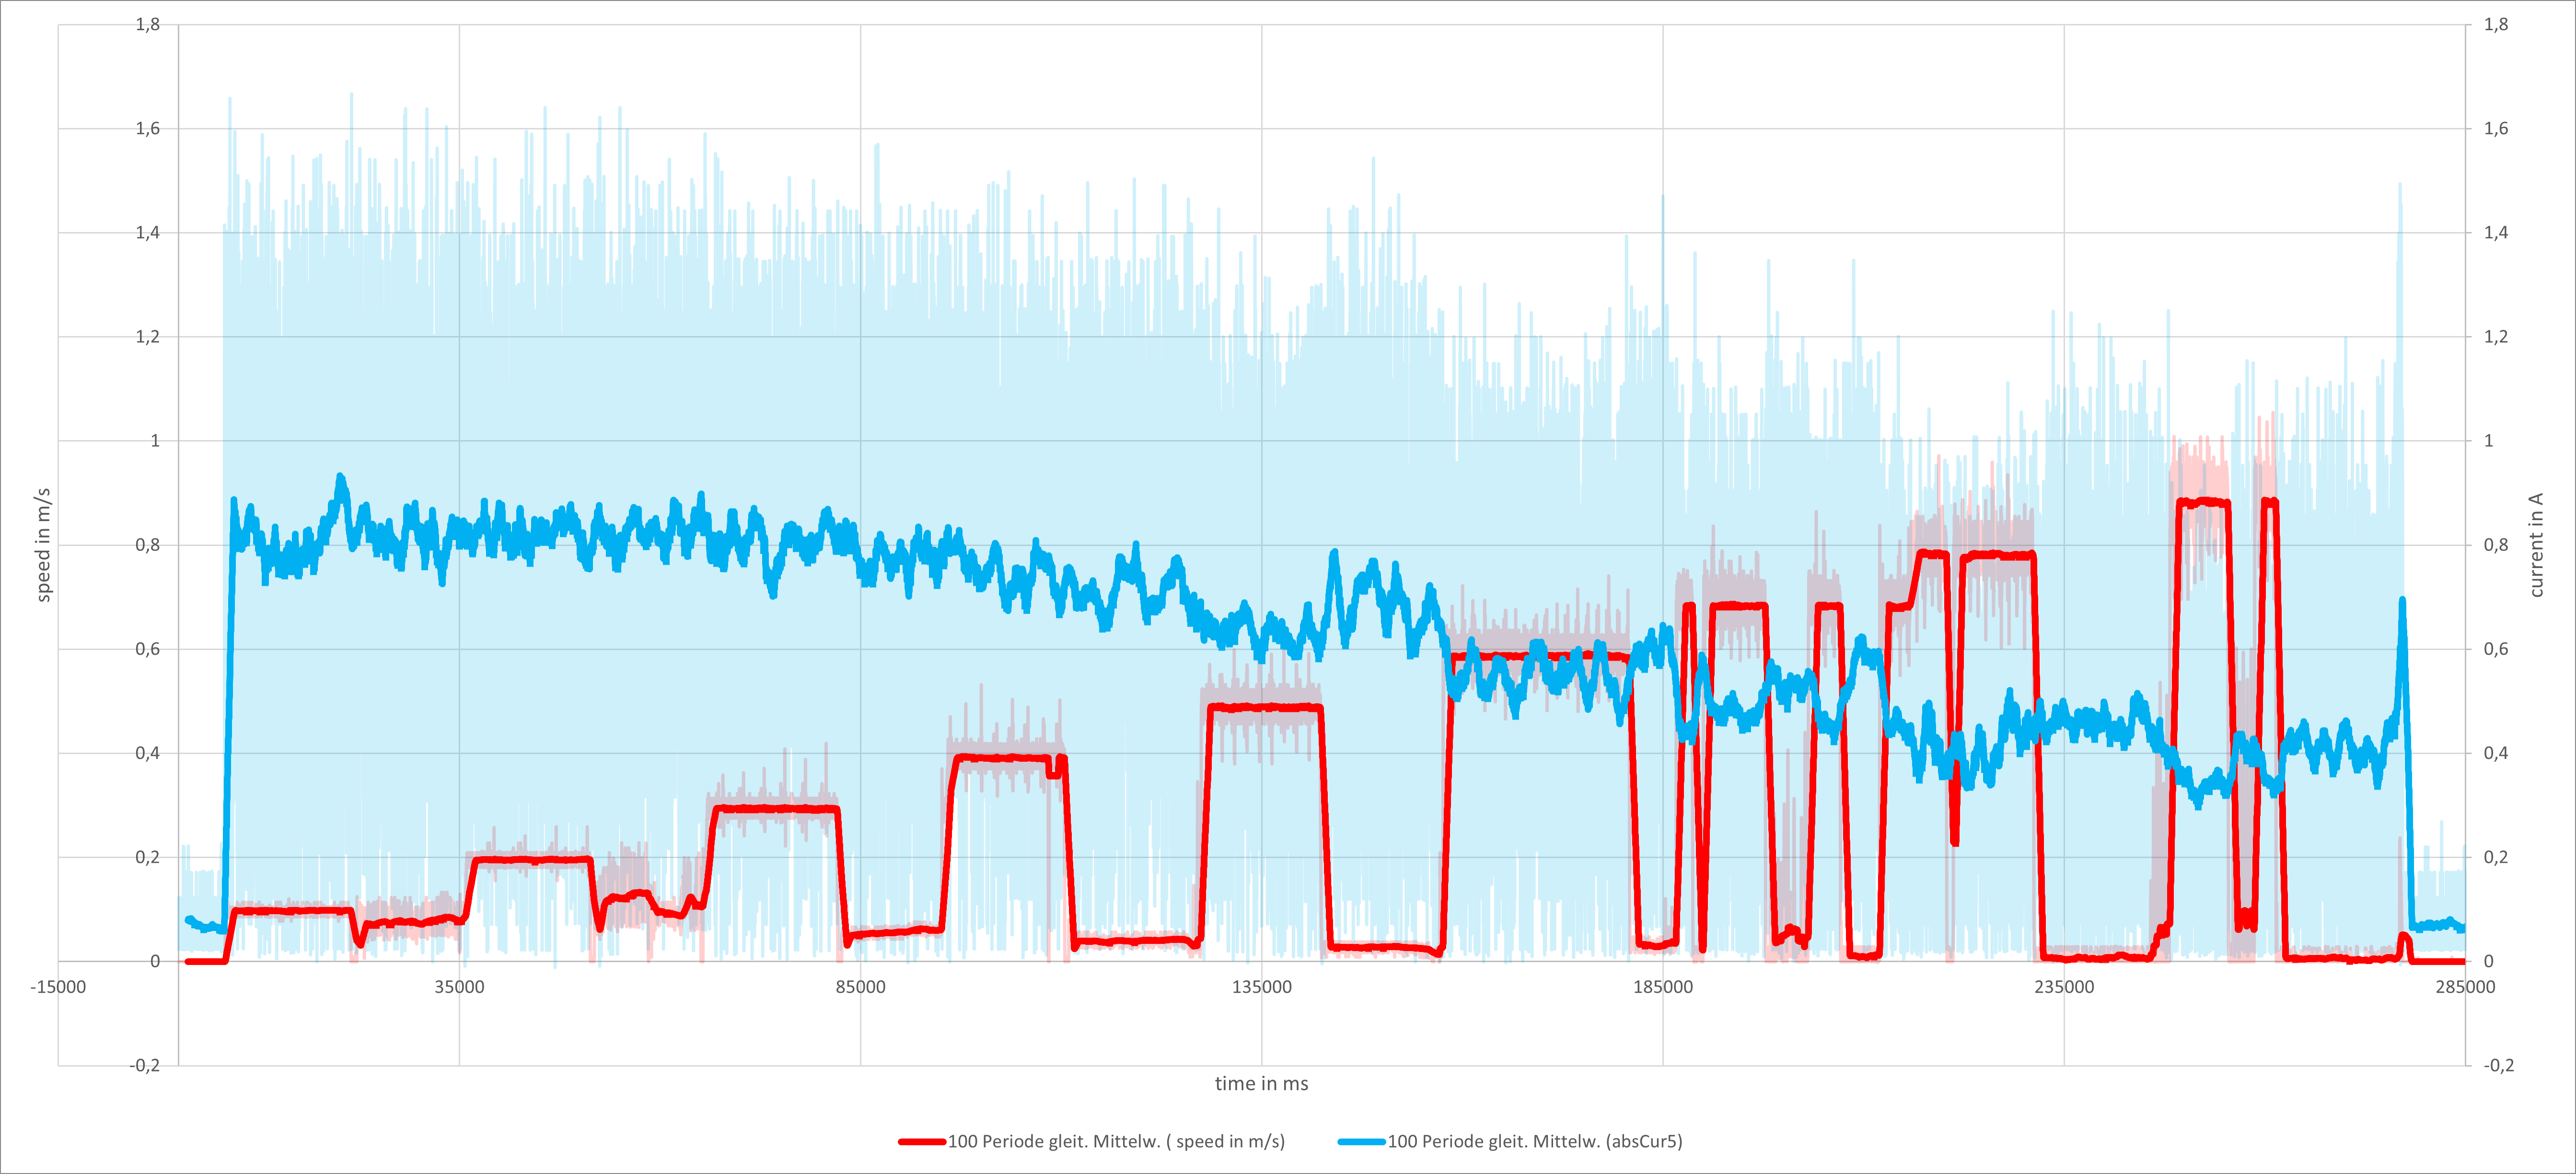 1,8 1,8
1,6 1,6
1,4 1,4
1,2 1,2
1 1
speed in m/s
current in A
0,8 0,8
0,6 0,6
0,4 0,4
0,2 0,2
0 0
-15000 35000 85000 135000 185000 235000 285000
-0,2 -0,2
time in ms
100 Periode gleit. Mittelw. ( speed in m/s) 100 Periode gleit. Mittelw. (absCur5)